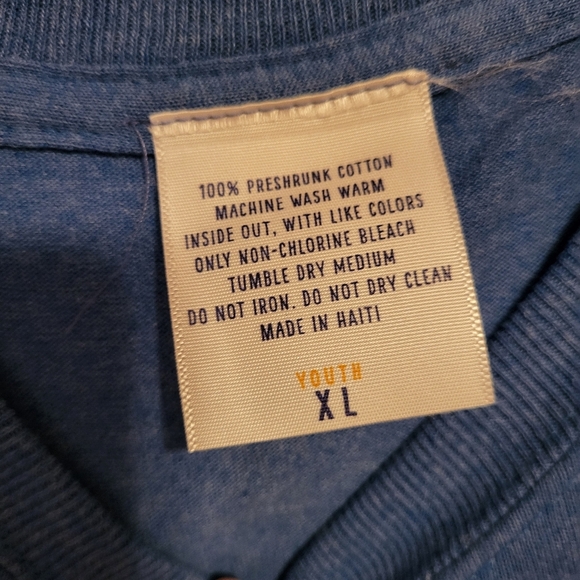 100% PRESHRUNK COTTON
MACHINE WASH WARM
INSIDE OUT, WITH LIKE COLORS
ONLY NON-CHLORINE BLEACH
TUMBLE DRY MEDIUM
DO NOT IRON. DO NOT DRY CLEAN
MADE IN HAITI
YOUTH
XL